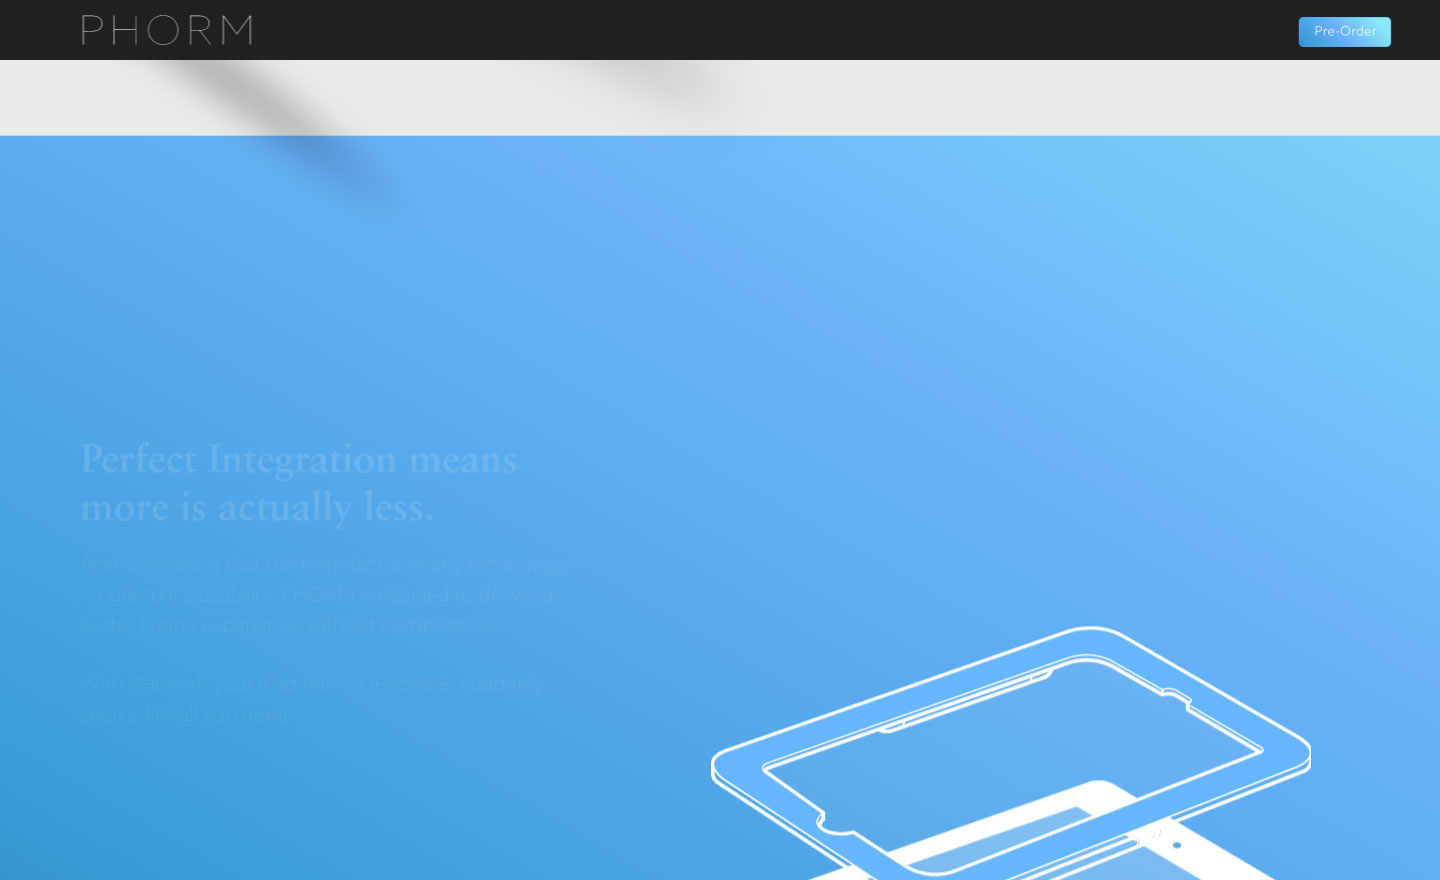 PHORM
Pre-Order
Perfect Integration means
more is actually less.
Acknowledging that the form factor of any technology
is core to it's usability, PHORM is desiged to deliver a
better typing experience without compromise.
With PHORM, your iPad mini or iPhone 6, suddenly
seems like all you need.